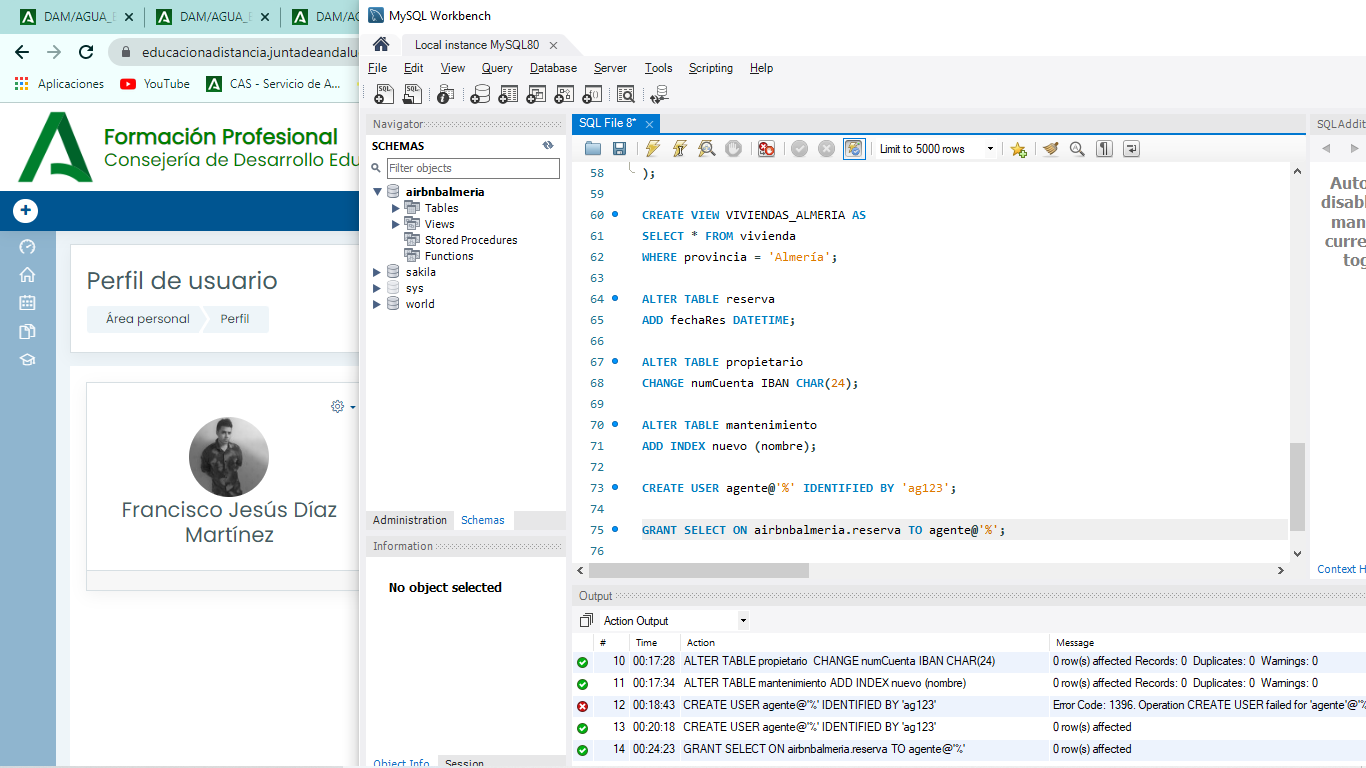 DAM/AGUA_E
DAM/AGUA_E
DAM/AGUA_E
educacionadistancia.juntadeandalu
Aplicaciones
YouTube
CAS - Servicio de A...
Formación Profesional
Consejería de Desarrollo Edu
Perfil de usuario
Área personal
Perfil
Francisco Jesús Díaz
Martínez
MySQL Workbench
Local instance MySQL80
File Edit View Query Database Server Tools Scripting Help
Navigator
SCHEMAS
Filter objects
airbnbalmeria
Tables
Views
Stored Procedures
Functions
sakila
sys
world
Administration Schemas
Information
No object selected
Object Info Session
SQL File 8*
Limit to 5000 rows
58 );
59
60 CREATE VIEW VIVIENDAS_ALMERIA AS
61 SELECT * FROM vivienda
62 WHERE provincia = 'Almería';
63
64 ALTER TABLE reserva
65 ADD fechaRes DATETIME;
66
67 ALTER TABLE propietario
68 CHANGE numCuenta IBAN CHAR(24);
69
70 ALTER TABLE mantenimiento
71 ADD INDEX nuevo (nombre);
72
73 CREATE USER agente@'%' IDENTIFIED BY 'ag123';
74
75 GRANT SELECT ON airbnbalmeria.reserva TO agente@'%';
76
SQLAddit
Auto
disabl
man
curre
tog
Context H
Output
Action Output
# Time Action Message
10 00:17:28 ALTER TABLE propietario CHANGE numCuenta IBAN CHAR(24) 0 row(s) affected Records: 0 Duplicates: 0 Warnings: 0
11 00:17:34 ALTER TABLE mantenimiento ADD INDEX nuevo (nombre) 0 row(s) affected Records: 0 Duplicates: 0 Warnings: 0
12 00:18:43 CREATE USER agente@'%' IDENTIFIED BY 'ag123' Error Code: 1396. Operation CREATE USER failed for 'agente'@'%
13 00:20:18 CREATE USER agente@'%' IDENTIFIED BY 'ag123' 0 row(s) affected
14 00:24:23 GRANT SELECT ON airbnbalmeria.reserva TO agente@'%' 0 row(s) affected